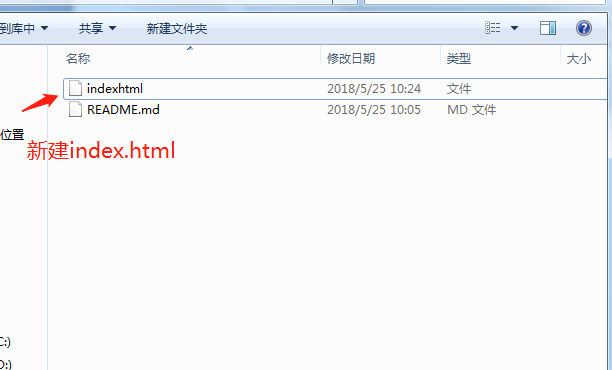 到库中 共享 新建文件夹
名称 修改日期 类型 大小
indexhtml 2018/5/25 10:24 文件
README.md 2018/5/25 10:05 MD 文件
位置
新建index.html
C:)
D:)